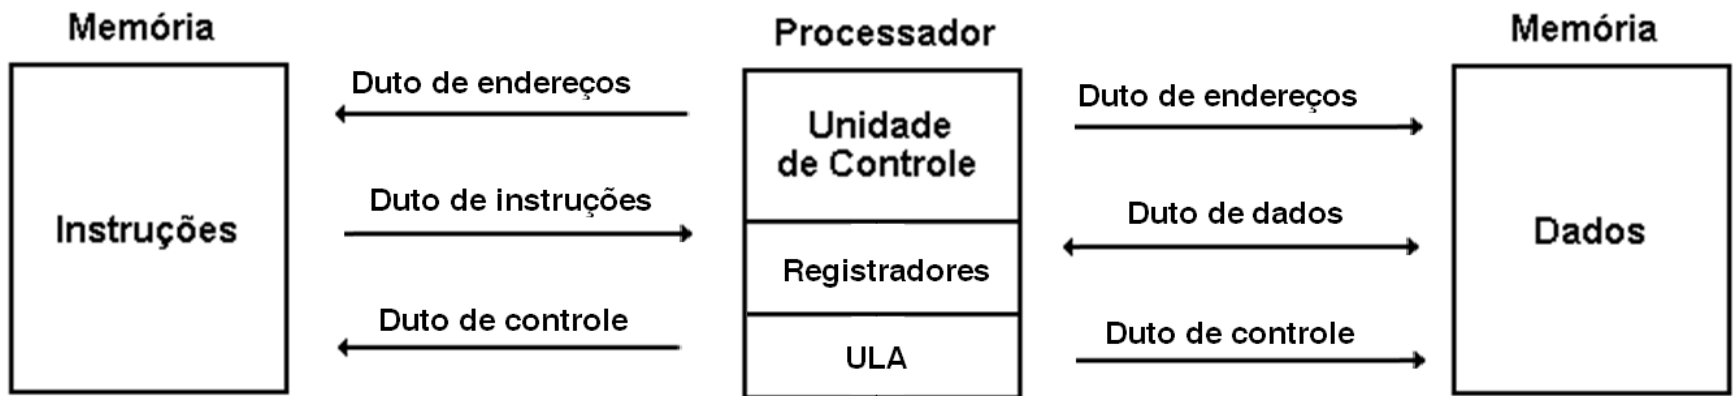 Memória
Instruções
Duto de endereços
Duto de instruções
Duto de controle
Processador
Unidade
de Controle
Registradores
ULA
Duto de endereços
Duto de dados
Duto de controle
Memória
Dados